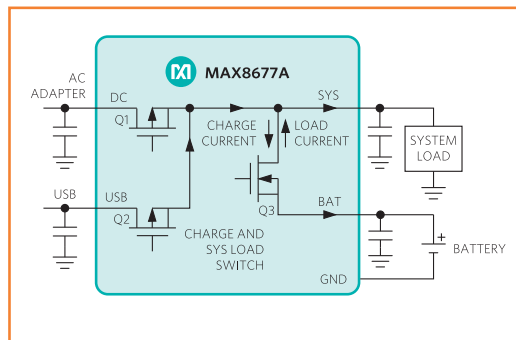 MAX8677A
AC
ADAPTER
DC
SYS
Q1
CHARGE
CURRENT
LOAD
CURRENT
SYSTEM
LOAD
USB
USB
Q2
Q3
BAT
CHARGE AND
SYS LOAD
SWITCH
+
BATTERY
GND